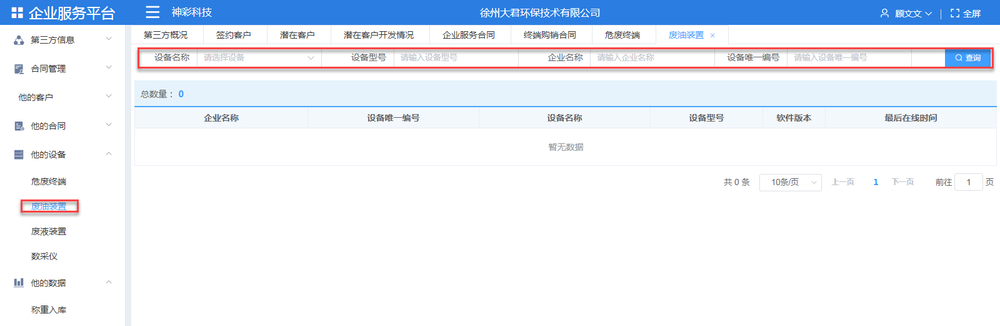 企业服务平台 神彩科技 徐州大君环保技术有限公司 顾文文 全屏
第三方概况 签约客户 潜在客户 潜在客户开发情况 企业服务合同 终端购销合同 危废终端 废油装置
设备名称 请选择设备 设备型号 请输入设备型号 企业名称 请输入企业名称 设备唯一编号 请输入设备唯一编号 查询
总数量： 0
企业名称 设备唯一编号 设备名称 设备型号 软件版本 最后在线时间
暂无数据
共 0 条 10条/页 上一页 1 下一页 前往 1 页
第三方信息
合同管理
他的客户
他的合同
他的设备
危废终端
废油装置
废液装置
数采仪
他的数据
称重入库